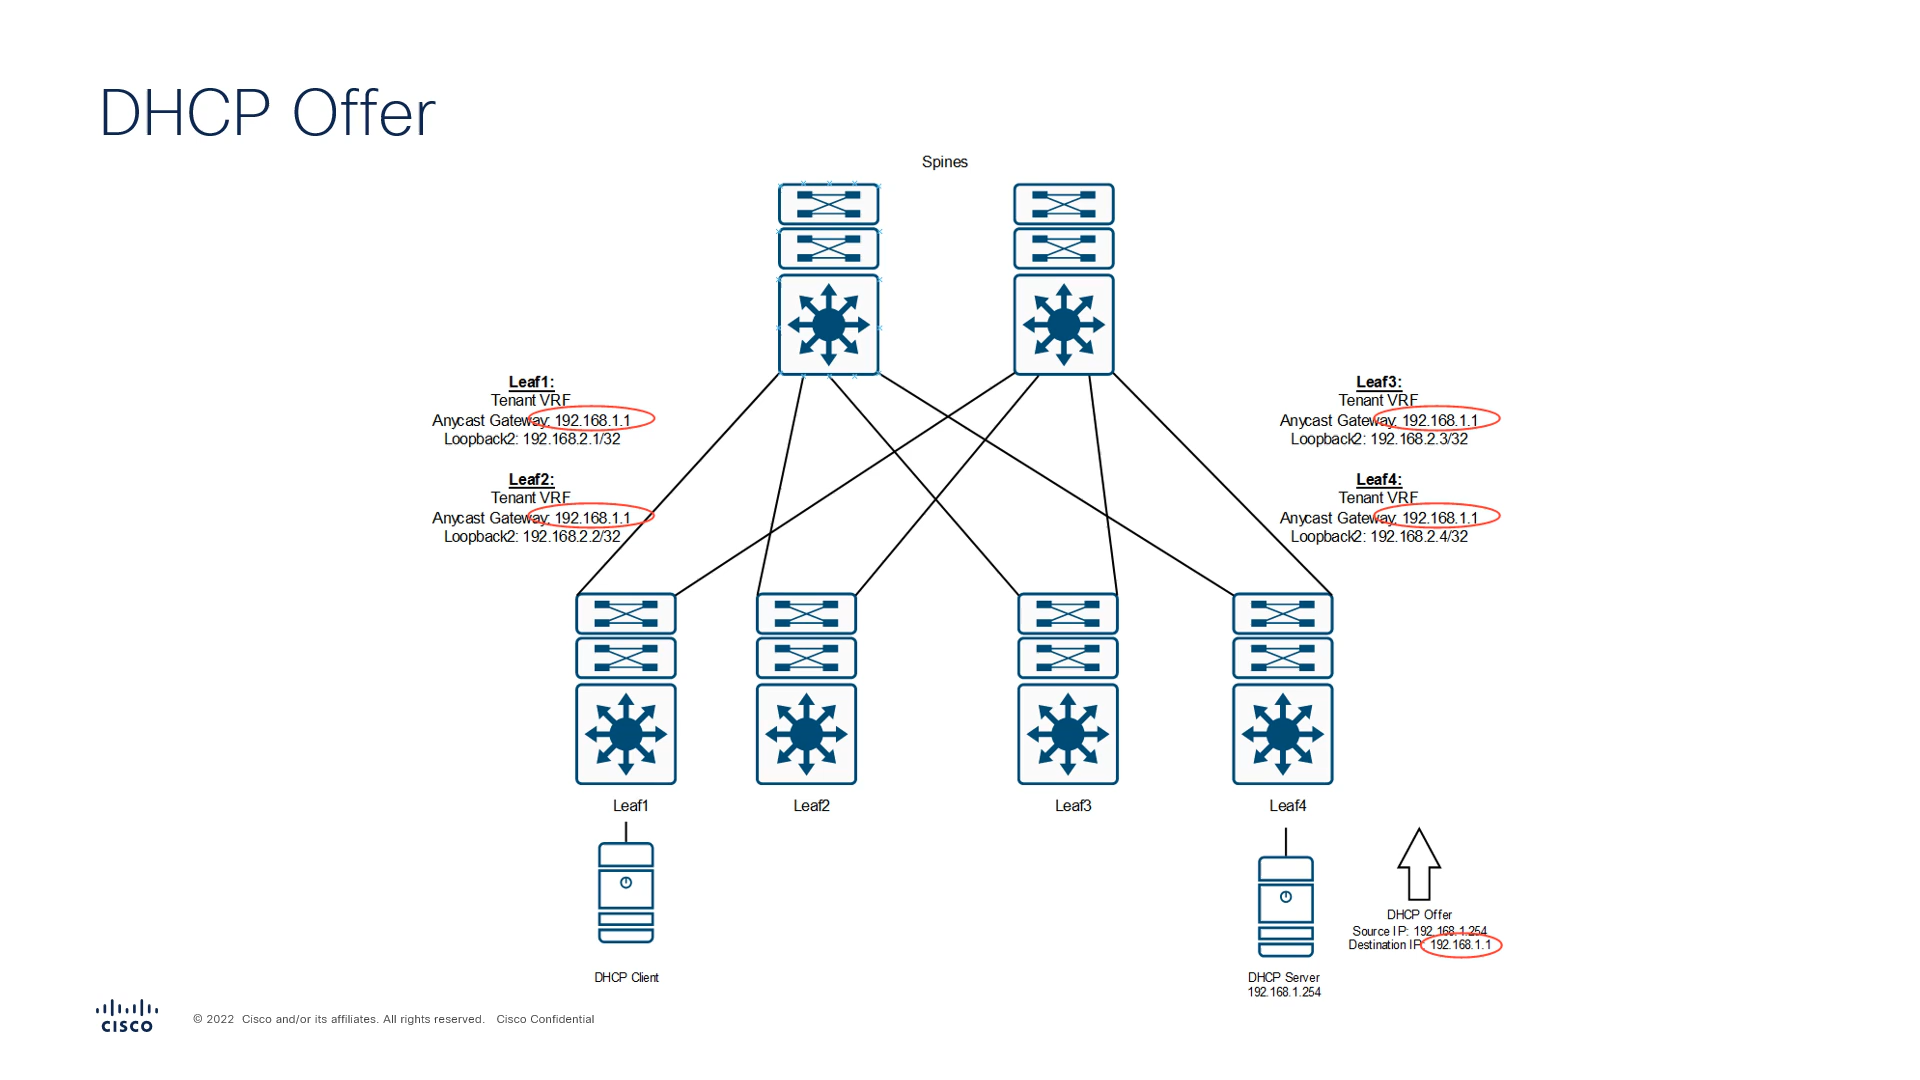 DHCP Offer
Spines
Leaf1:
Tenant VRF
Anycast Gateway: 192.168.1.1
Loopback2: 192.168.2.1/32
Leaf2:
Tenant VRF
Anycast Gateway: 192.168.1.1
Loopback2: 192.168.2.2/32
Leaf3:
Tenant VRF
Anycast Gateway: 192.168.1.1
Loopback2: 192.168.2.3/32
Leaf4:
Tenant VRF
Anycast Gateway: 192.168.1.1
Loopback2: 192.168.2.4/32
Leaf1
Leaf2
Leaf3
Leaf4
DHCP Offer
Source IP: 192.168.1.254
Destination IP: 192.168.1.1
DHCP Client
DHCP Server
192.168.1.254
CISCO
© 2022 Cisco and/or its affiliates. All rights reserved. Cisco Confidential